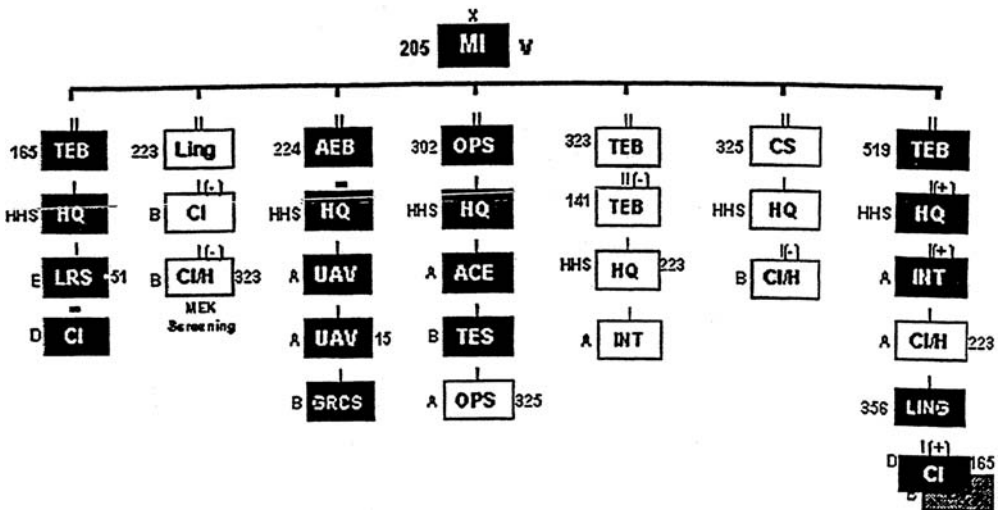 X
205 MI V
165 TEB 223 Ling 224 AEB 302 OPS 323 TEB 325 CS 519 TEB
HHS HQ B CI (-) HHS HQ HHS HQ 141 TEB (-) HHS HQ HHS HQ (+)
E LRS 51 B CI/H (-) 323 A UAV A ACE HHS HQ 223 B CI/H (-) A INT (+)
MEK
Screening
D CI A UAV 15 B TES A INT A CI/H 223
B GRCS A OPS 325 356 LING
D CI (+) 165